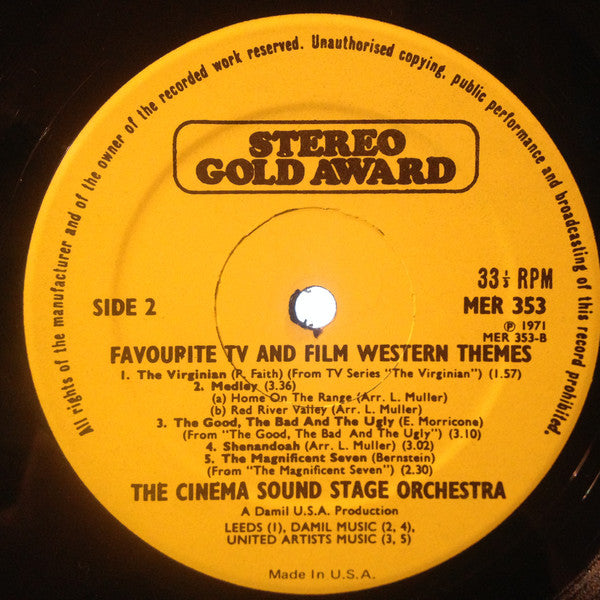 All rights of the manufacturer and of the owner of the recorded work reserved. Unauthorised copying, public performance and broadcasting of this record prohibited.
STEREO
GOLD AWARD
33⅓ RPM
SIDE 2
MER 353
℗ 1971
MER 353-B
FAVOURITE TV AND FILM WESTERN THEMES
1. The Virginian (P. Faith) (From TV Series "The Virginian") (1.57)
2. Medley (3.36)
(a) Home On The Range (Arr. L. Muller)
(b) Red River Valley (Arr. L. Muller)
3. The Good, The Bad And The Ugly (E. Morricone)
(From "The Good, The Bad And The Ugly") (3.10)
4. Shenandoah (Arr. L. Muller) (3.02)
5. The Magnificent Seven (Bernstein)
(From "The Magnificent Seven") (2.30)
THE CINEMA SOUND STAGE ORCHESTRA
A Damil U.S.A. Production
LEEDS (1), DAMIL MUSIC (2, 4),
UNITED ARTISTS MUSIC (3, 5)
Made In U.S.A.